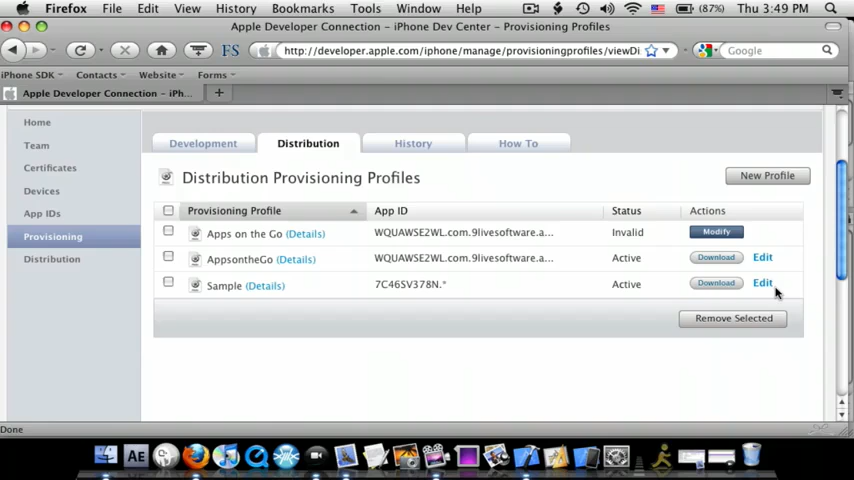 Firefox File Edit View History Bookmarks Tools Window Help (87%) Thu 3:49 PM
Apple Developer Connection - iPhone Dev Center - Provisioning Profiles
FS http://developer.apple.com/iphone/manage/provisioningprofiles/viewDi Google
iPhone SDK Contacts Website Forms
Apple Developer Connection - iPh... +
Home
Team
Certificates
Devices
App IDs
Provisioning
Distribution
Development Distribution History How To
Distribution Provisioning Profiles New Profile
Provisioning Profile App ID Status Actions
Apps on the Go (Details) WQUAWSE2WL.com.9livesoftware.a... Invalid Modify
AppsontheGo (Details) WQUAWSE2WL.com.9livesoftware.a... Active Download Edit
Sample (Details) 7C46SV378N.* Active Download Edit
Remove Selected
Done
Ae